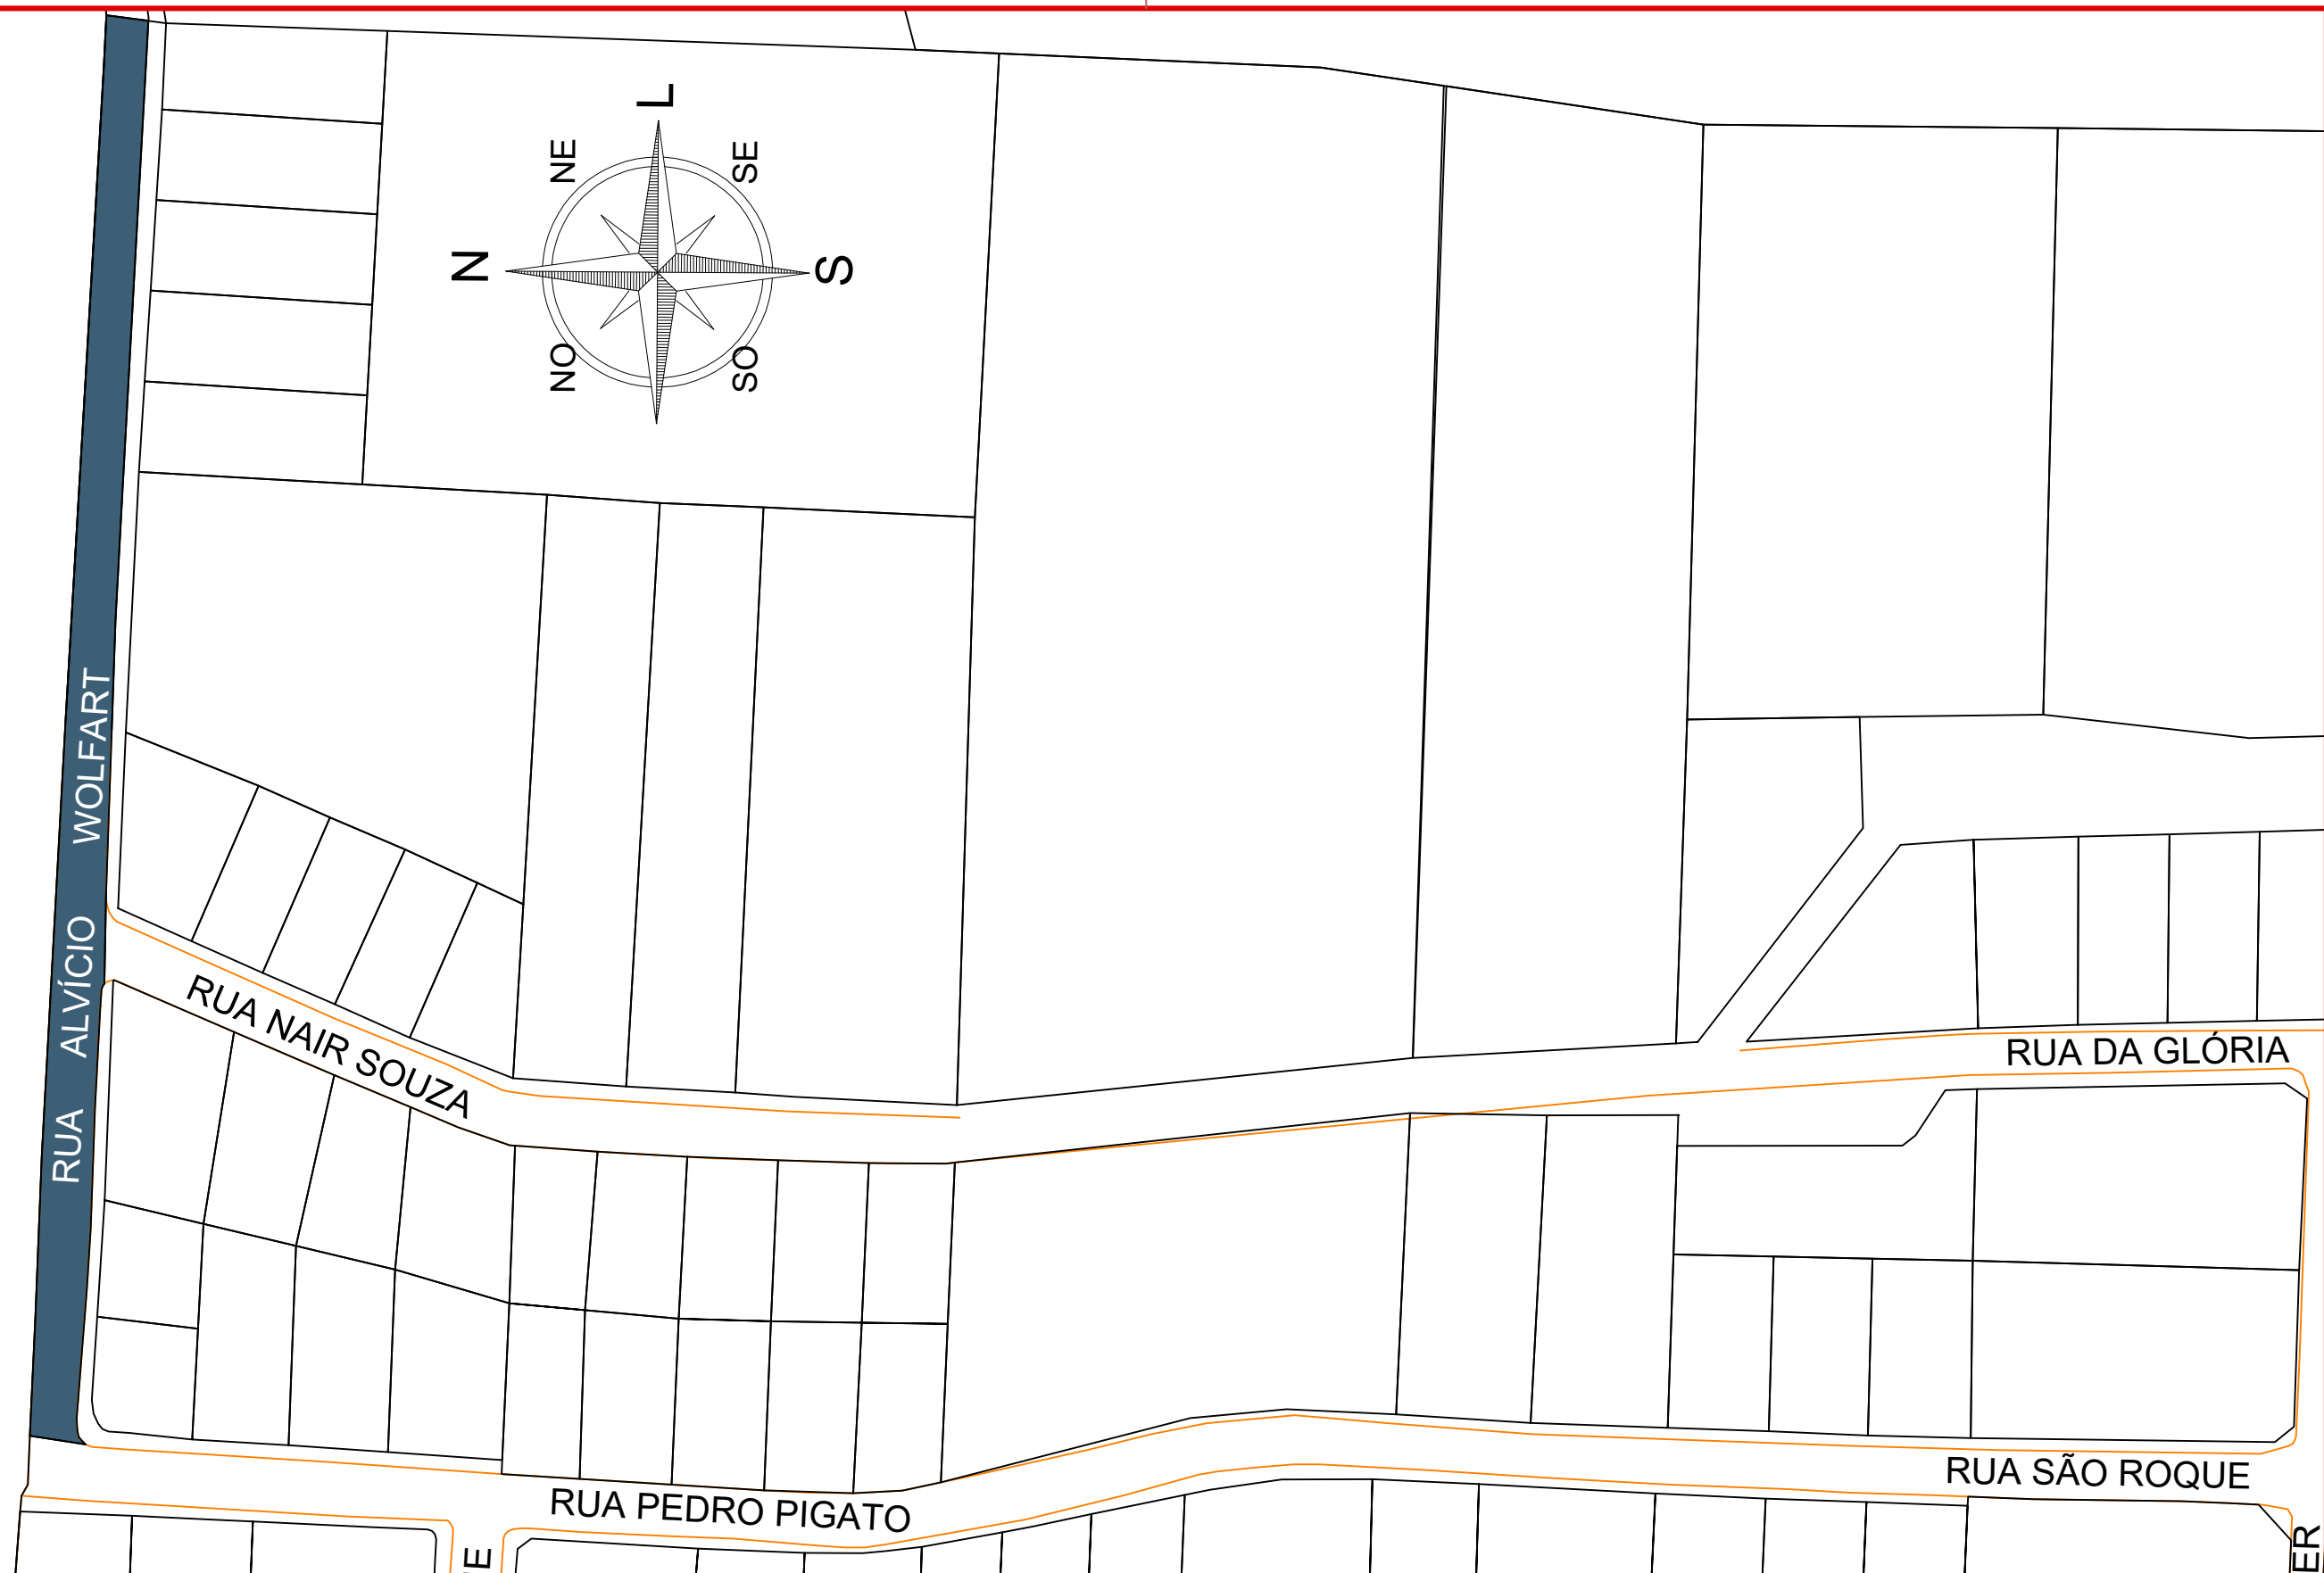 L
NE
SE
N
S
NO
SO
RUA ALVÍCIO WOLFART
RUA NAIR SOUZA
RUA DA GLÓRIA
RUA SÃO ROQUE
RUA PEDRO PIGATO
E
ER